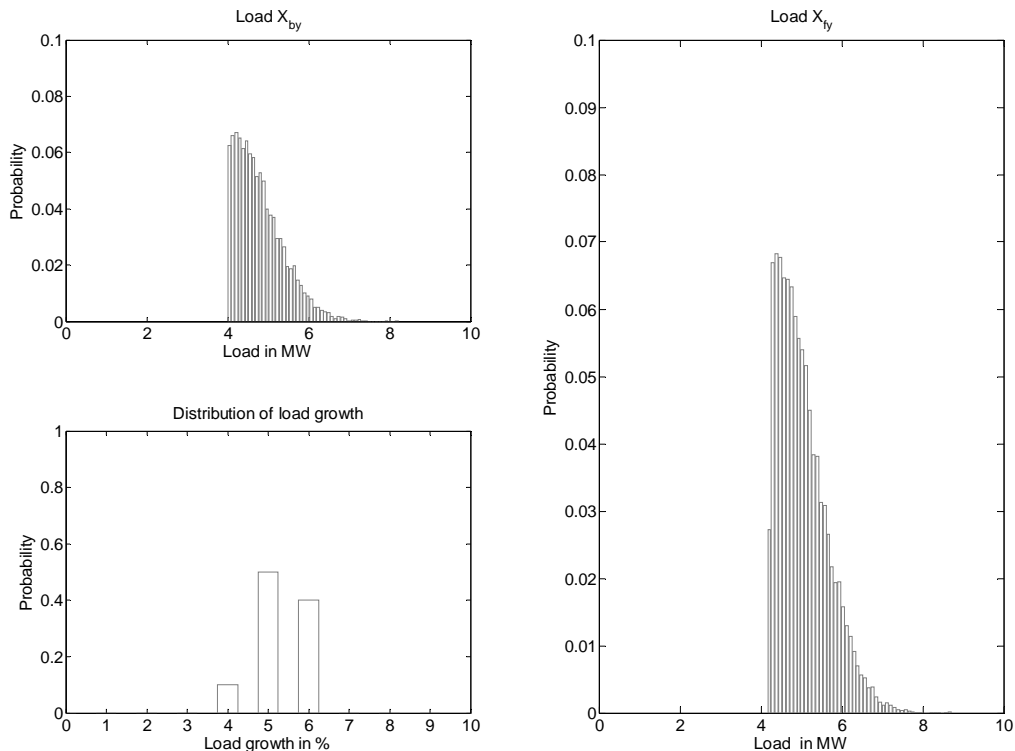 Load X_by
0.1
0.08
0.06
0.04
0.02
0
Probability
0 2 4 6 8 10
Load in MW
Distribution of load growth
1
0.8
0.6
0.4
0.2
0
Probability
0 1 2 3 4 5 6 7 8 9 10
Load growth in %
Load X_fy
0.1
0.09
0.08
0.07
0.06
0.05
0.04
0.03
0.02
0.01
0
Probability
0 2 4 6 8 10
Load in MW